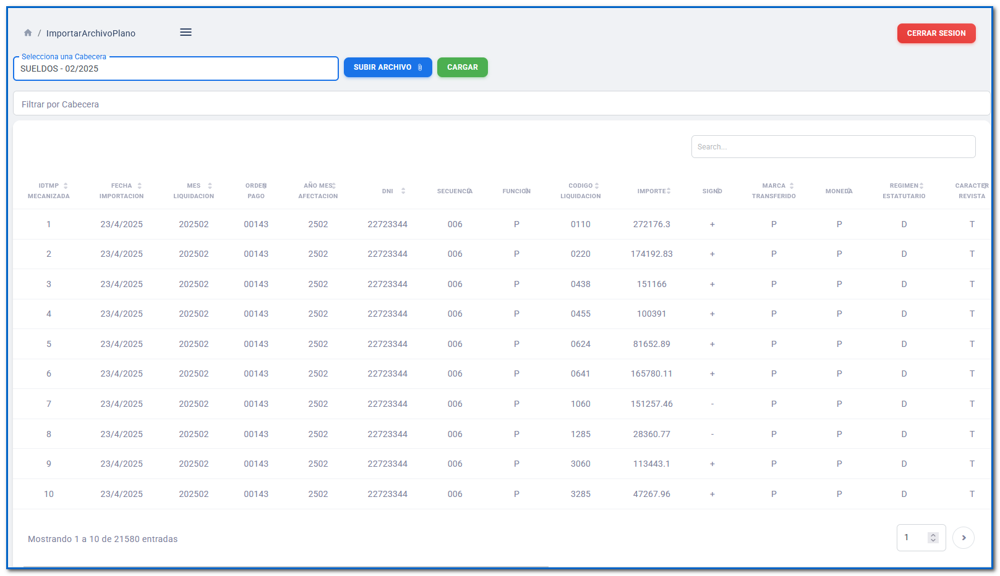 / ImportarArchivoPlano
CERRAR SESION
Selecciona una Cabecera
SUELDOS - 02/2025
SUBIR ARCHIVO
CARGAR
Filtrar por Cabecera
Search...
IDTMP MECANIZADA FECHA IMPORTACION MES LIQUIDACION ORDEN PAGO AÑO MES AFECTACION DNI SECUENCIA FUNCION CODIGO LIQUIDACION IMPORTE SIGNO MARCA TRANSFERIDO MONEDA REGIMEN ESTATUTARIO CARACTER REVISTA
1 23/4/2025 202502 00143 2502 22723344 006 P 0110 272176.3 + P P D T
2 23/4/2025 202502 00143 2502 22723344 006 P 0220 174192.83 + P P D T
3 23/4/2025 202502 00143 2502 22723344 006 P 0438 151166 + P P D T
4 23/4/2025 202502 00143 2502 22723344 006 P 0455 100391 + P P D T
5 23/4/2025 202502 00143 2502 22723344 006 P 0624 81652.89 + P P D T
6 23/4/2025 202502 00143 2502 22723344 006 P 0641 165780.11 + P P D T
7 23/4/2025 202502 00143 2502 22723344 006 P 1060 151257.46 - P P D T
8 23/4/2025 202502 00143 2502 22723344 006 P 1285 28360.77 - P P D T
9 23/4/2025 202502 00143 2502 22723344 006 P 3060 113443.1 + P P D T
10 23/4/2025 202502 00143 2502 22723344 006 P 3285 47267.96 + P P D T
Mostrando 1 a 10 de 21580 entradas
1